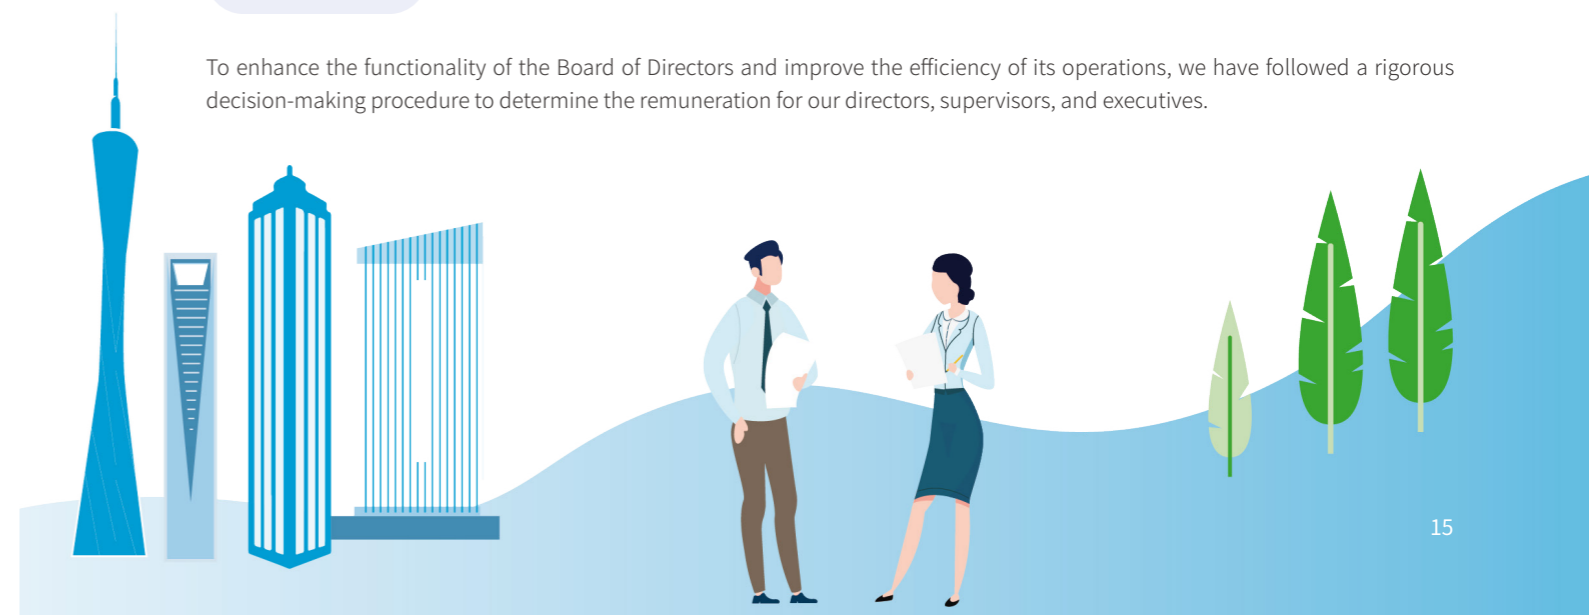 To enhance the functionality of the Board of Directors and improve the efficiency of its operations, we have followed a rigorous
decision-making procedure to determine the remuneration for our directors, supervisors, and executives.
15